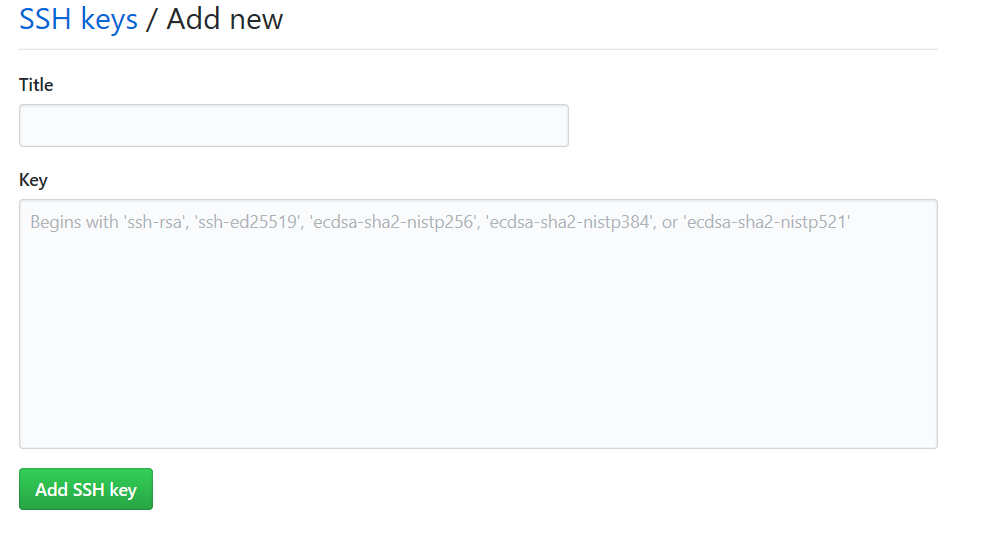 SSH keys / Add new
Title
Key
Begins with 'ssh-rsa', 'ssh-ed25519', 'ecdsa-sha2-nistp256', 'ecdsa-sha2-nistp384', or 'ecdsa-sha2-nistp521'
Add SSH key